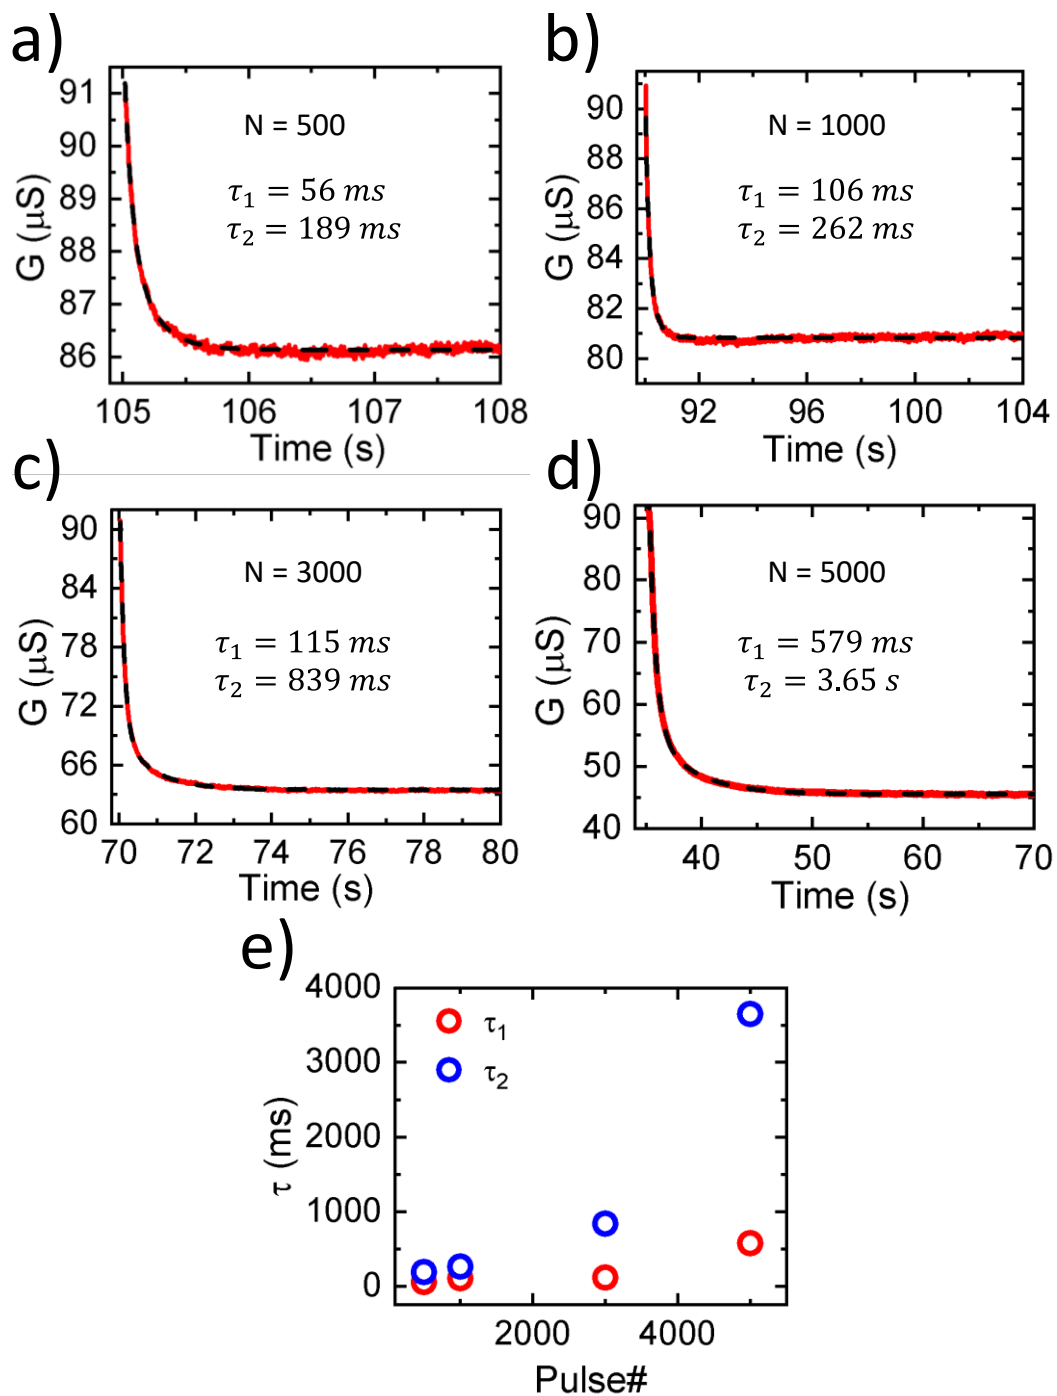 a)
91
90
89
88
87
86
G (μS)
N = 500
τ₁ = 56 ms
τ₂ = 189 ms
105 106 107 108
Time (s)
b)
90
88
86
84
82
80
G (μS)
N = 1000
τ₁ = 106 ms
τ₂ = 262 ms
92 96 100 104
Time (s)
c)
90
84
78
72
66
60
G (μS)
N = 3000
τ₁ = 115 ms
τ₂ = 839 ms
70 72 74 76 78 80
Time (s)
d)
90
80
70
60
50
40
G (μS)
N = 5000
τ₁ = 579 ms
τ₂ = 3.65 s
40 50 60 70
Time (s)
e)
4000
3000
2000
1000
0
τ (ms)
τ₁
τ₂
2000 4000
Pulse#